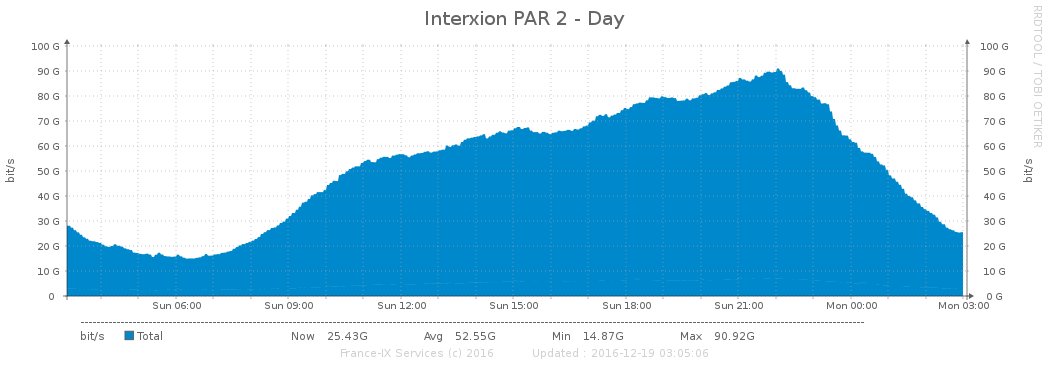 Interxion PAR 2 - Day
RRDTOOL / TOBI OETIKER
bit/s
100 G 100 G
90 G 90 G
80 G 80 G
70 G 70 G
60 G 60 G
50 G 50 G
40 G 40 G
30 G 30 G
20 G 20 G
10 G 10 G
0 0 G
bit/s
Sun 06:00 Sun 09:00 Sun 12:00 Sun 15:00 Sun 18:00 Sun 21:00 Mon 00:00 Mon 03:00
bit/s Total Now 25.43G Avg 52.55G Min 14.87G Max 90.92G
France-IX Services (c) 2016 Updated : 2016-12-19 03:05:06